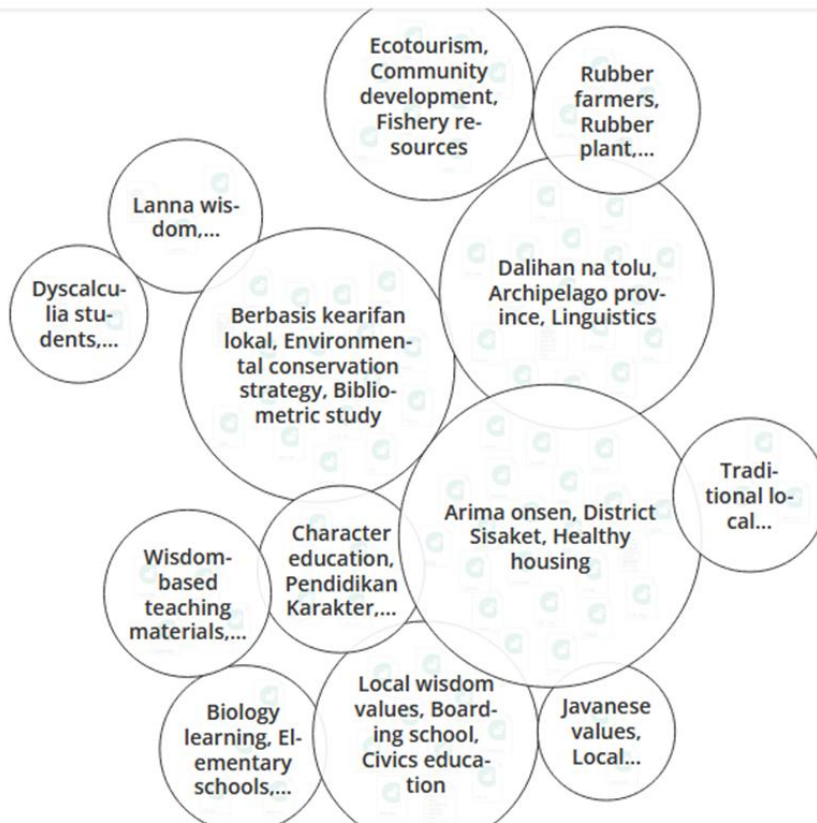 Ecotourism,
Community
development,
Fishery re-
sources
Rubber
farmers,
Rubber
plant,...
Lanna wis-
dom,...
Dyscalcu-
lia stu-
dents,...
Dalihan na tolu,
Archipelago prov-
ince, Linguistics
Berbasis kearifan
lokal, Environmen-
tal conservation
strategy, Biblio-
metric study
Tradi-
tional lo-
cal...
Arima onsen, District
Sisaket, Healthy
housing
Character
education,
Pendidikan
Karakter,...
Wisdom-
based
teaching
materials,...
Local wisdom
values, Board-
ing school,
Civics educa-
tion
Javanese
values,
Local...
Biology
learning, El-
ementary
schools,...